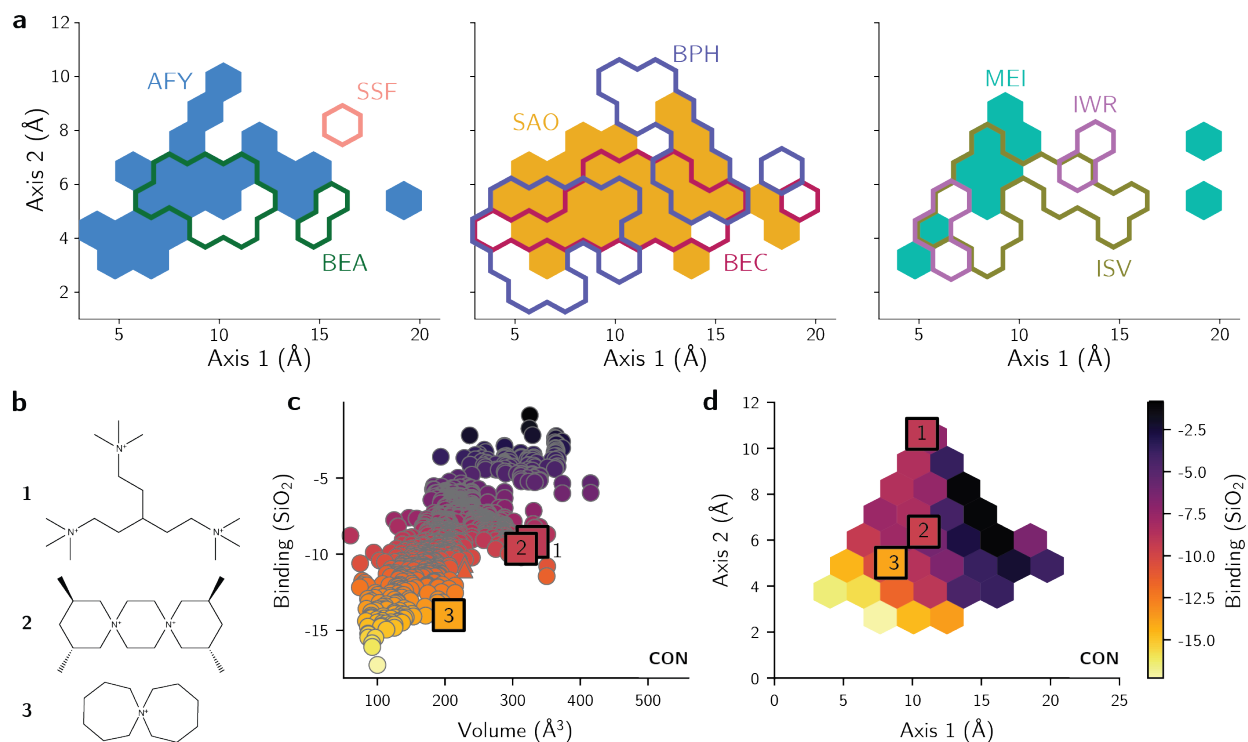 a
12
10
8
6
4
2
Axis 2 (Å)
AFY
SSF
BEA
5
10
15
20
Axis 1 (Å)
BPH
SAO
BEC
5
10
15
20
Axis 1 (Å)
MEI
IWR
ISV
5
10
15
20
Axis 1 (Å)
b
1
N+
N+
N+
2
N+
N+
3
N+
c
Binding (SiO2)
-5
-10
-15
2
1
3
CON
100
200
300
400
500
Volume (Å3)
d
Axis 2 (Å)
12
10
8
6
4
2
0
1
2
3
CON
0
5
10
15
20
25
Axis 1 (Å)
-2.5
-5.0
-7.5
-10.0
-12.5
-15.0
Binding (SiO2)